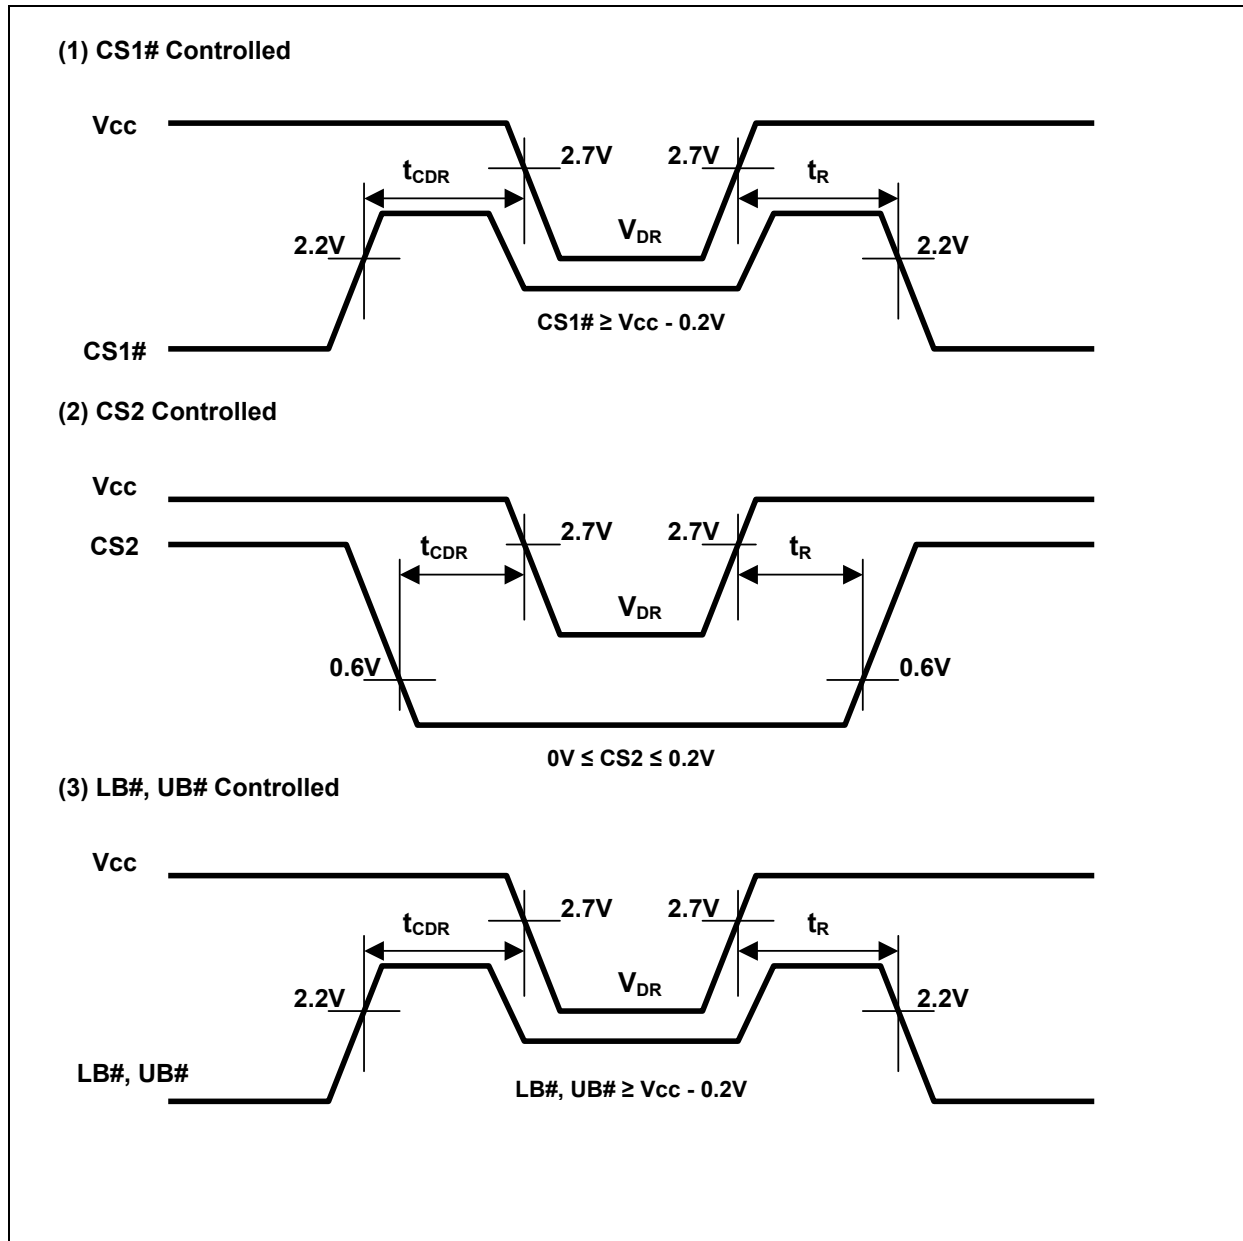 (1) CS1# Controlled
Vcc
2.7V 2.7V
tCDR tR
VDR
2.2V 2.2V
CS1# ≥ Vcc - 0.2V
CS1#
(2) CS2 Controlled
Vcc
CS2
2.7V 2.7V
tCDR tR
VDR
0.6V 0.6V
0V ≤ CS2 ≤ 0.2V
(3) LB#, UB# Controlled
Vcc
2.7V 2.7V
tCDR tR
VDR
2.2V 2.2V
LB#, UB#
LB#, UB# ≥ Vcc - 0.2V